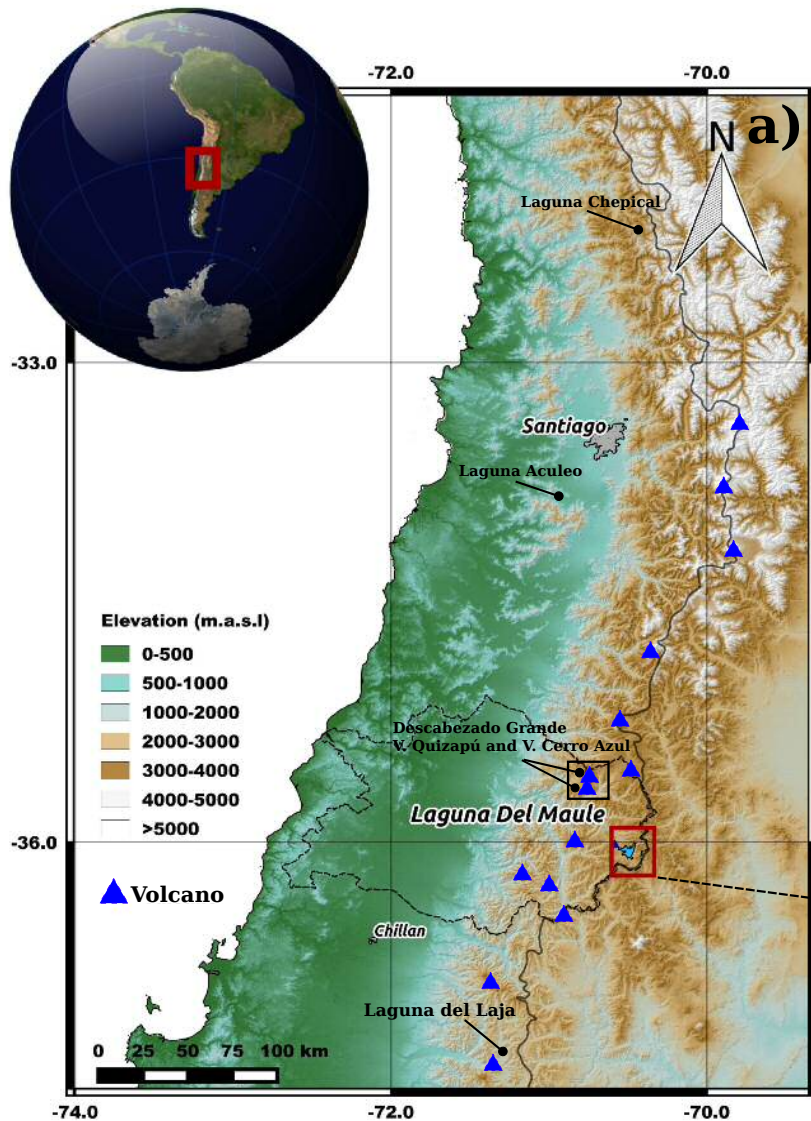 -72.0
-70.0
a)
N
Laguna Chepical
-33.0
Santiago
Laguna Aculeo
Elevation (m.a.s.l)
0-500
500-1000
1000-2000
2000-3000
3000-4000
4000-5000
>5000
Descabezado Grande
V. Quizapú and V. Cerro Azul
Laguna Del Maule
-36.0
Volcano
Chillan
Laguna del Laja
0 25 50 75 100 km
-74.0
-72.0
-70.0